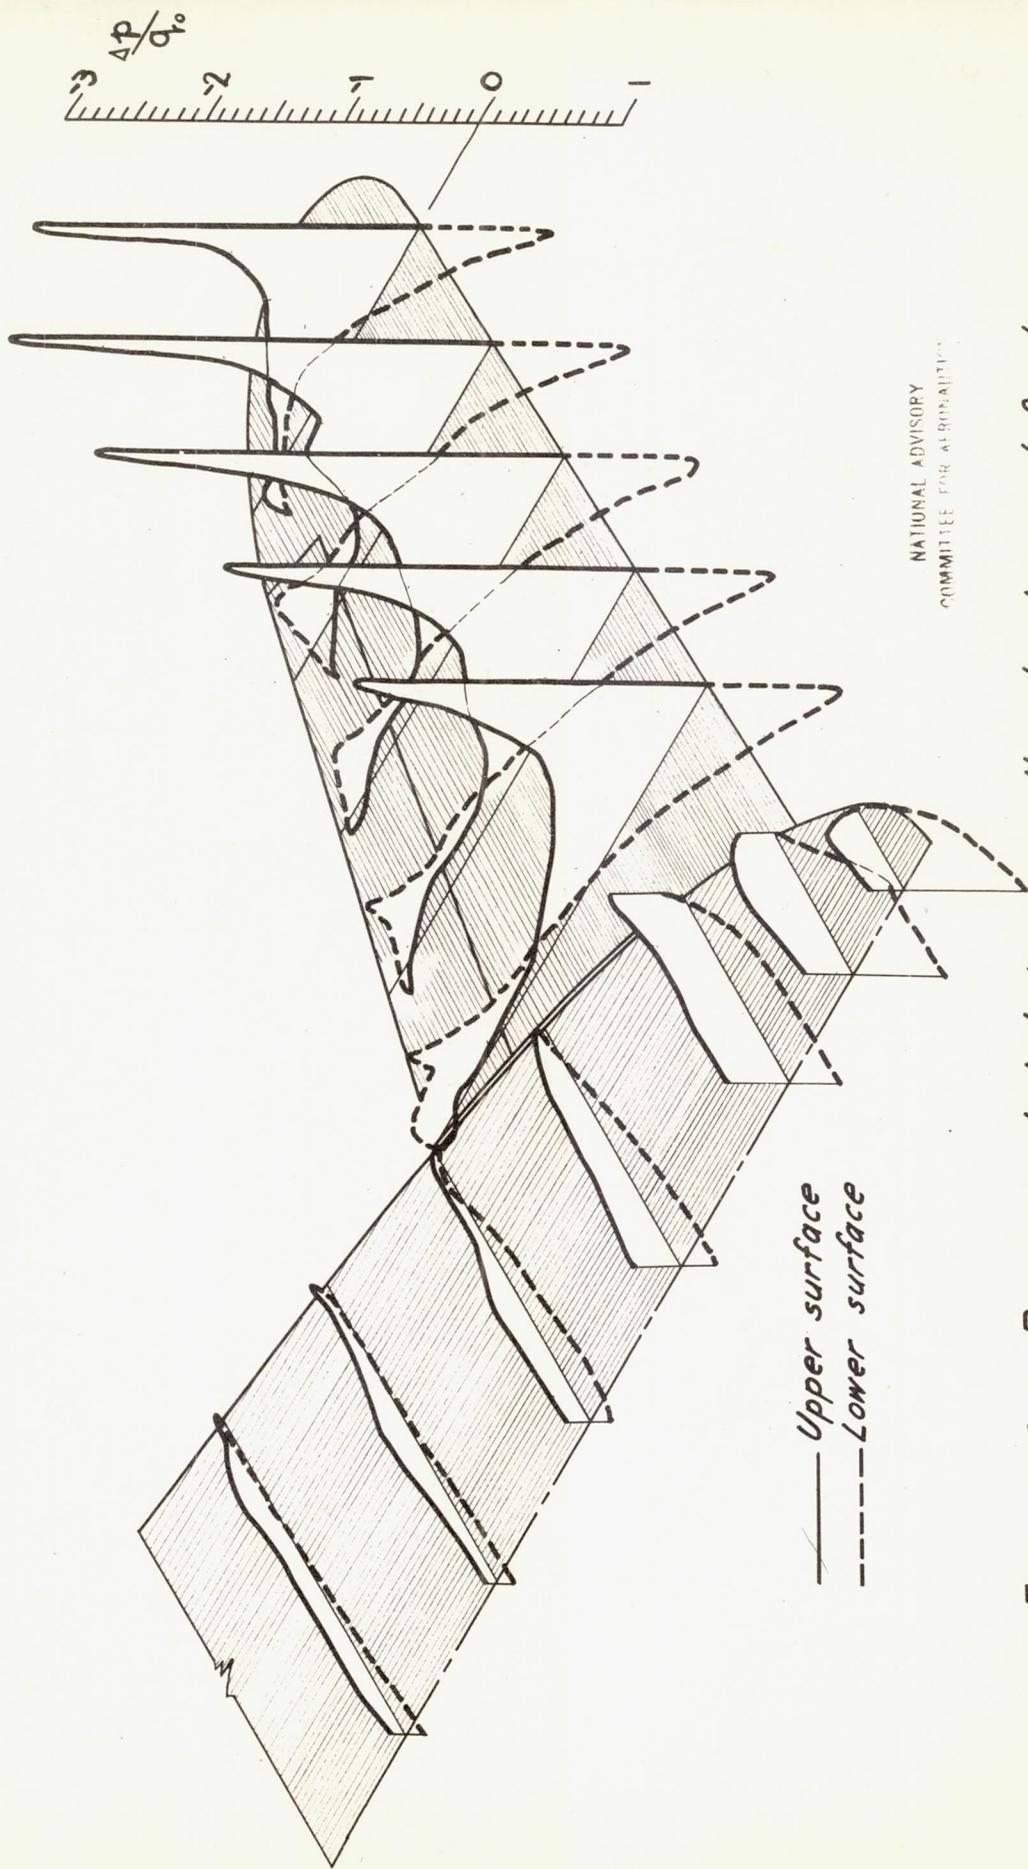 Δp/q₀
-3
-2
-1
0
1
NATIONAL ADVISORY
COMMITTEE FOR AERONAUTICS
Upper surface
Lower surface